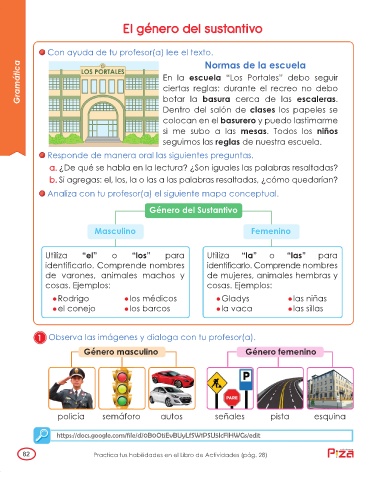 El género del sustantivo
Gramática
Con ayuda de tu profesor(a) lee el texto.
LOS PORTALES
Normas de la escuela
En la escuela “Los Portales” debo seguir
ciertas reglas: durante el recreo no debo
botar la basura cerca de las escaleras.
Dentro del salón de clases los papeles se
colocan en el basurero y puedo lastimarme
si me subo a las mesas. Todos los niños
seguimos las reglas de nuestra escuela.
Responde de manera oral las siguientes preguntas.
a. ¿De qué se habla en la lectura? ¿Son iguales las palabras resaltadas?
b. Si agregas: el, los, la o las a las palabras resaltadas, ¿cómo quedarían?
Analiza con tu profesor(a) el siguiente mapa conceptual.
Género del Sustantivo
Masculino
Femenino
Utiliza “el” o “los” para
identificarlo. Comprende nombres
de varones, animales machos y
cosas. Ejemplos:
Rodrigo los médicos
el conejo los barcos
Utiliza “la” o “las” para
identificarlo. Comprende nombres
de mujeres, animales hembras y
cosas. Ejemplos:
Gladys las niñas
la vaca las sillas
1 Observa las imágenes y dialoga con tu profesor(a).
Género masculino
Género femenino
P
PARE
policía semáforo autos señales pista esquina
62
Practica tus habilidades en el Libro de Actividades (pág. 28)
Piza